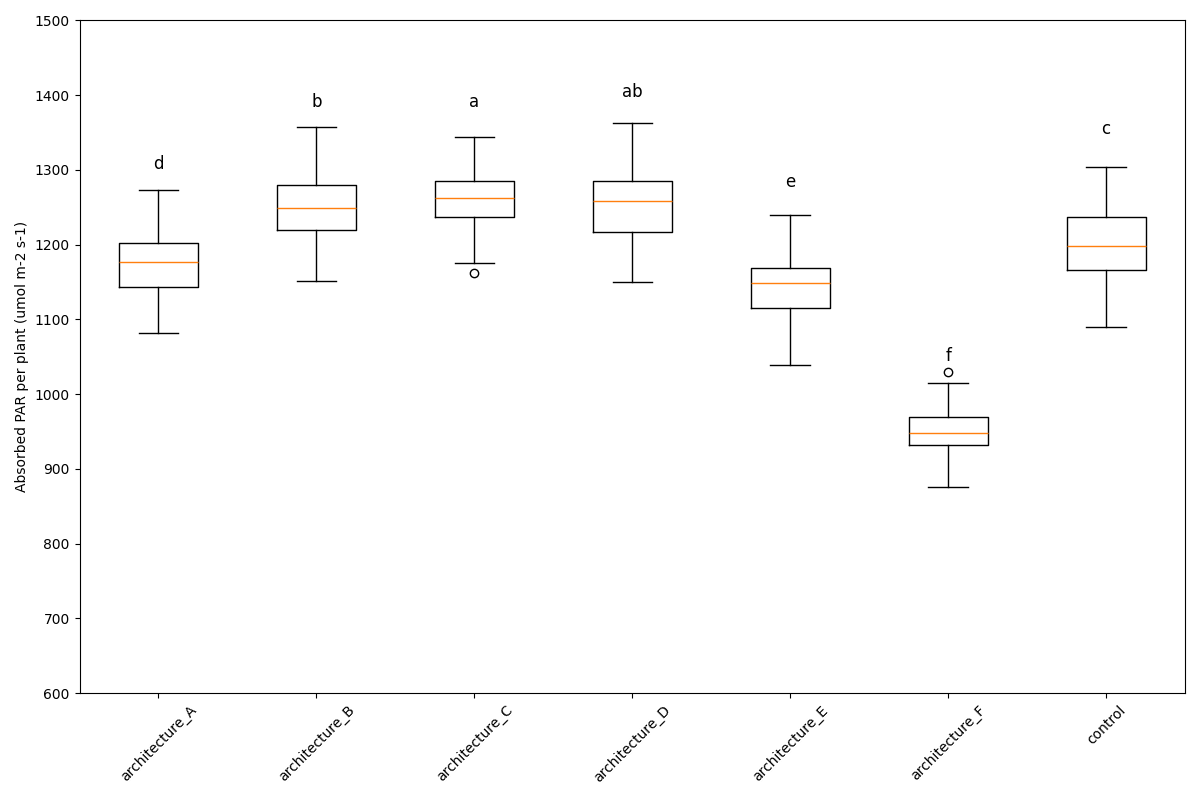 Absorbed PAR per plant (umol m-2 s-1)
1500
1400
1300
1200
1100
1000
900
800
700
600
d
b
a
ab
e
f
c
architecture_A
architecture_B
architecture_C
architecture_D
architecture_E
architecture_F
control